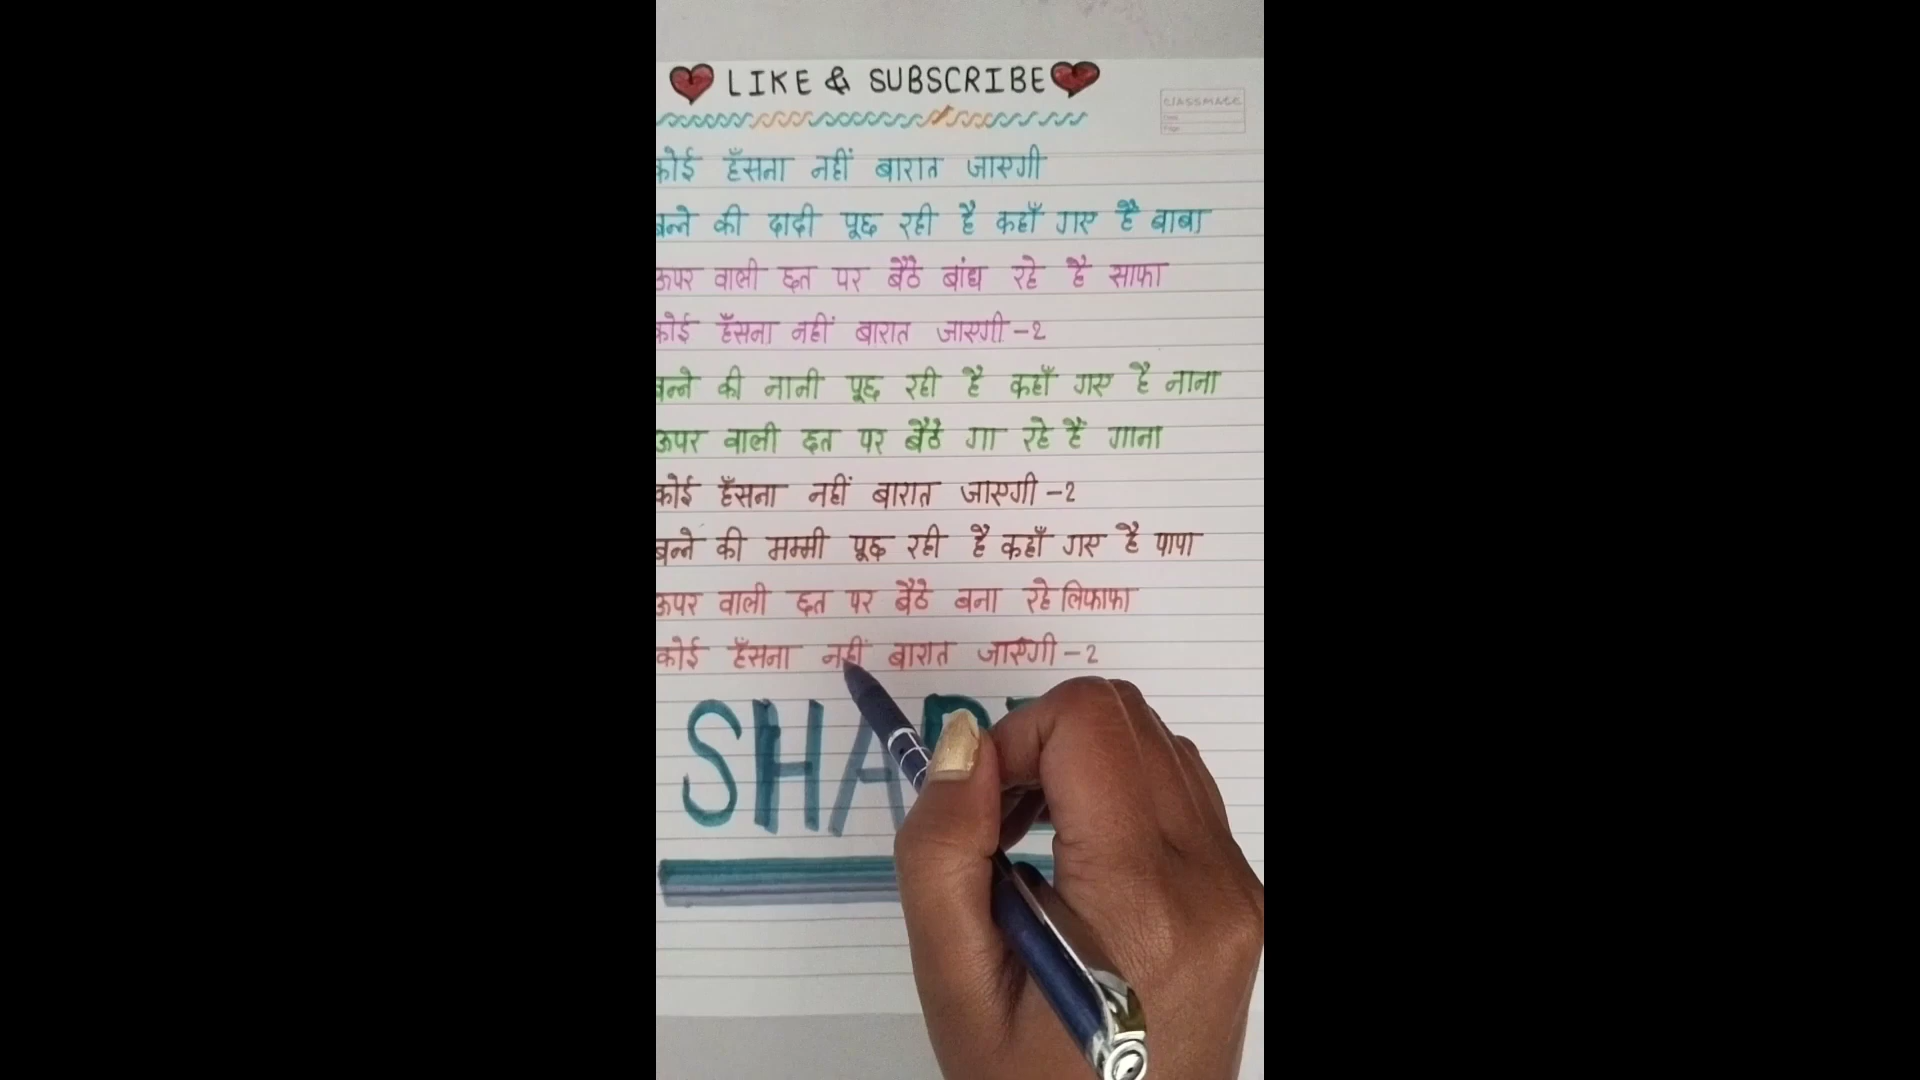 LIKE & SUBSCRIBE
CLASSMATE
Date
Page
कोई हँसना नहीं बारात जाएगी
बन्ने की दादी पूछ रही है कहाँ गए है बाबा
ऊपर वाली छत पर बैठे बांध रहे है साफा
कोई हँसना नहीं बारात जाएगी -2
बन्ने की नानी पूछ रही है कहाँ गए है नाना
ऊपर वाली छत पर बैठे गा रहे हैं गाना
कोई हँसना नहीं बारात जाएगी -2
बन्ने की मम्मी पूछ रही है कहाँ गए है पापा
ऊपर वाली छत पर बैठे बना रहे लिफाफा
कोई हँसना नहीं बारात जाएगी -2